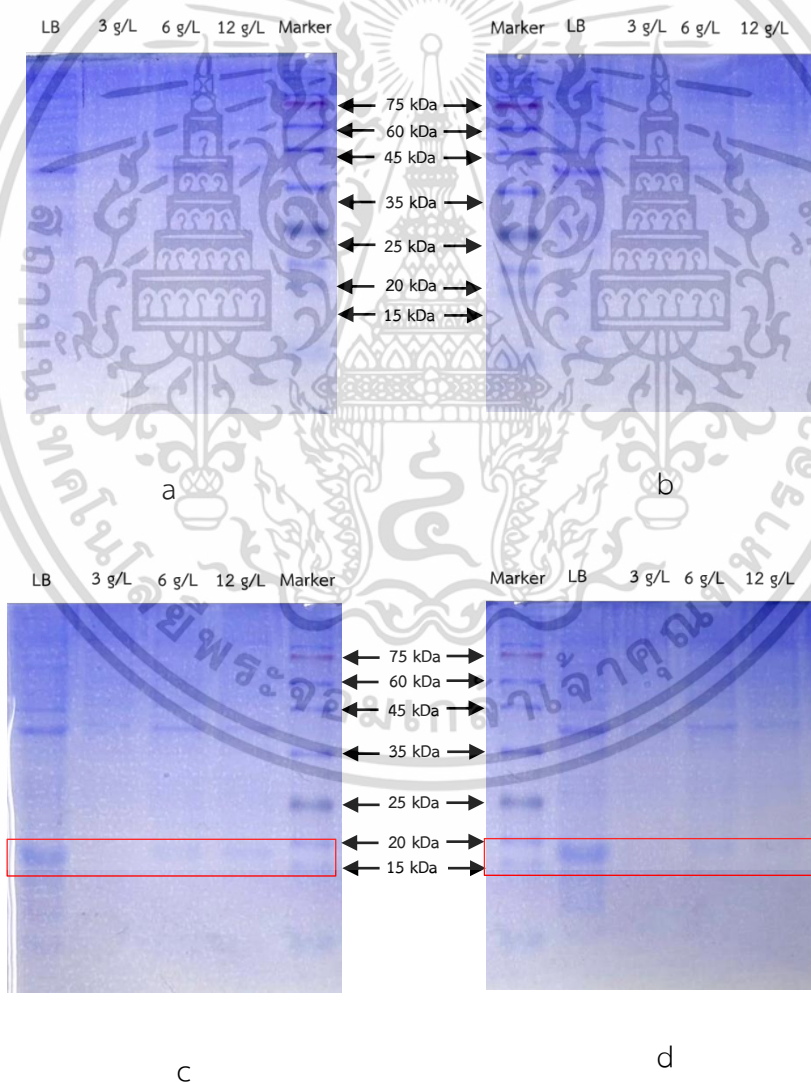 LB 3 g/L 6 g/L 12 g/L Marker
Marker LB 3 g/L 6 g/L 12 g/L
75 kDa
60 kDa
45 kDa
35 kDa
25 kDa
20 kDa
15 kDa
a
b
LB 3 g/L 6 g/L 12 g/L Marker
Marker LB 3 g/L 6 g/L 12 g/L
75 kDa
60 kDa
45 kDa
35 kDa
25 kDa
20 kDa
15 kDa
c
d